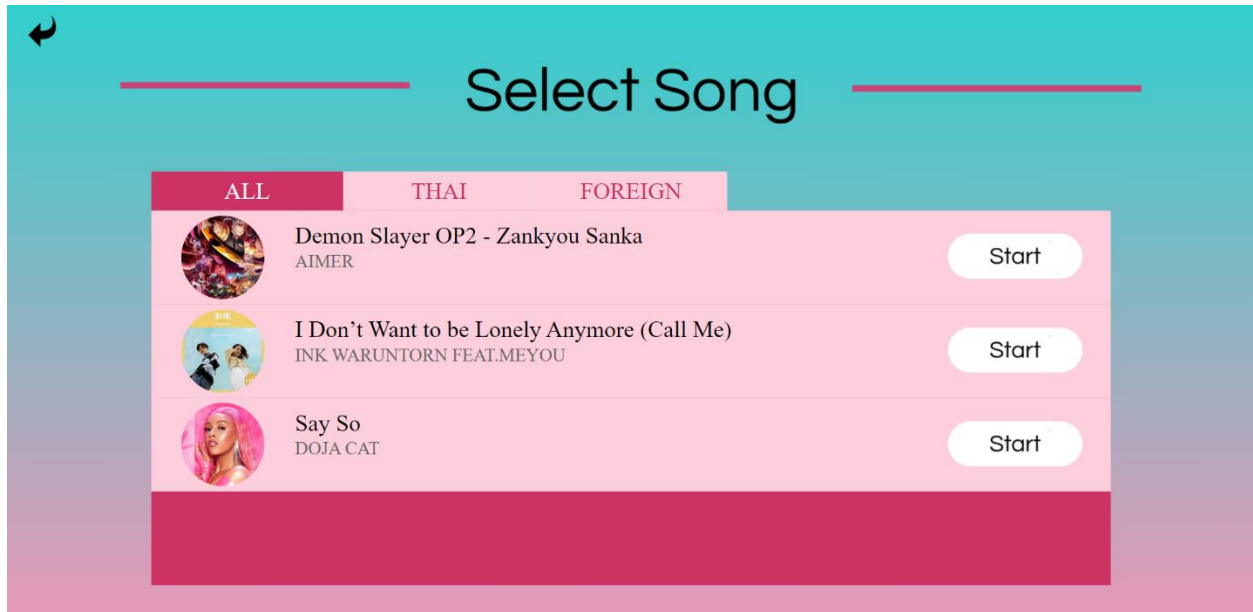 Select Song
ALL THAI FOREIGN
Demon Slayer OP2 - Zankyou Sanka
AIMER
Start
I Don’t Want to be Lonely Anymore (Call Me)
INK WARUNTORN FEAT.MEYOU
Start
Say So
DOJA CAT
Start